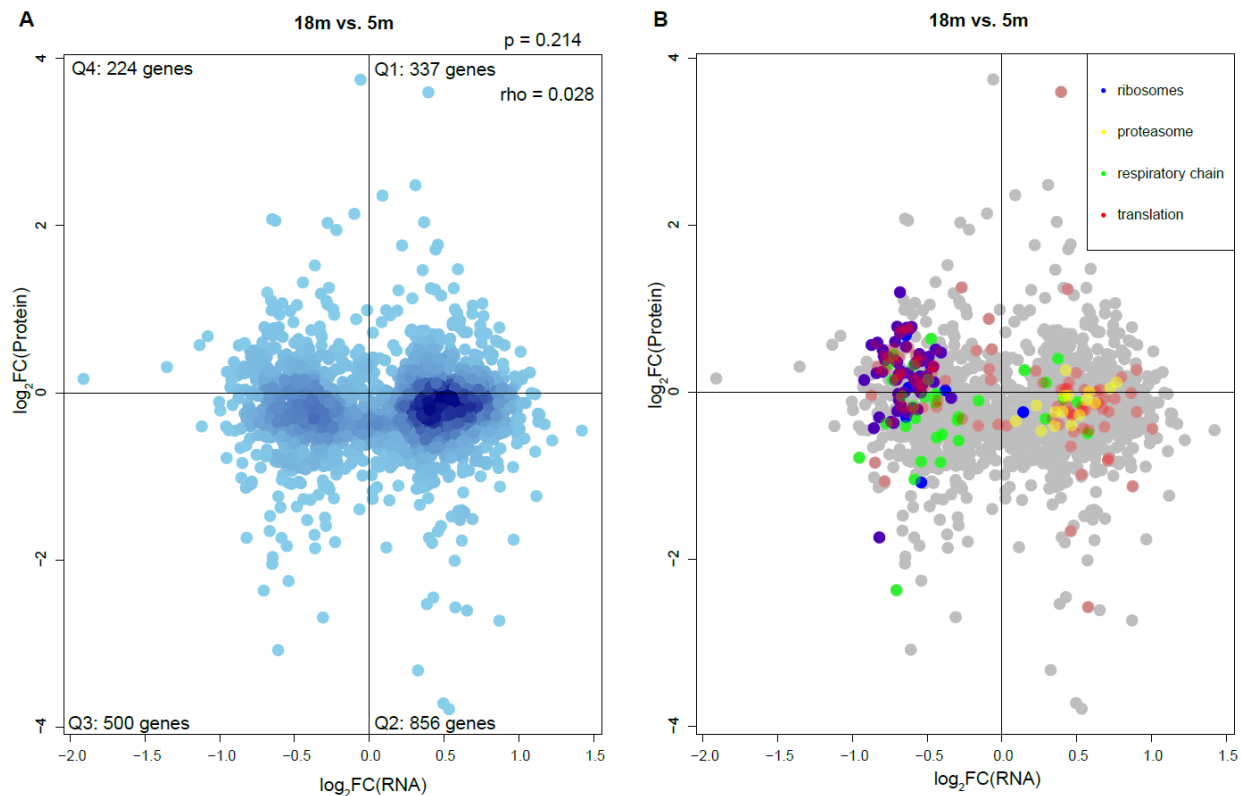 A
18m vs. 5m
p = 0.214
Q4: 224 genes
Q1: 337 genes
rho = 0.028
4
2
0
−2
−4
log2FC(Protein)
Q3: 500 genes
Q2: 856 genes
−2.0
−1.5
−1.0
−0.5
0.0
0.5
1.0
1.5
log2FC(RNA)
B
18m vs. 5m
ribosomes
proteasome
respiratory chain
translation
4
2
0
−2
−4
log2FC(Protein)
−2.0
−1.5
−1.0
−0.5
0.0
0.5
1.0
1.5
log2FC(RNA)